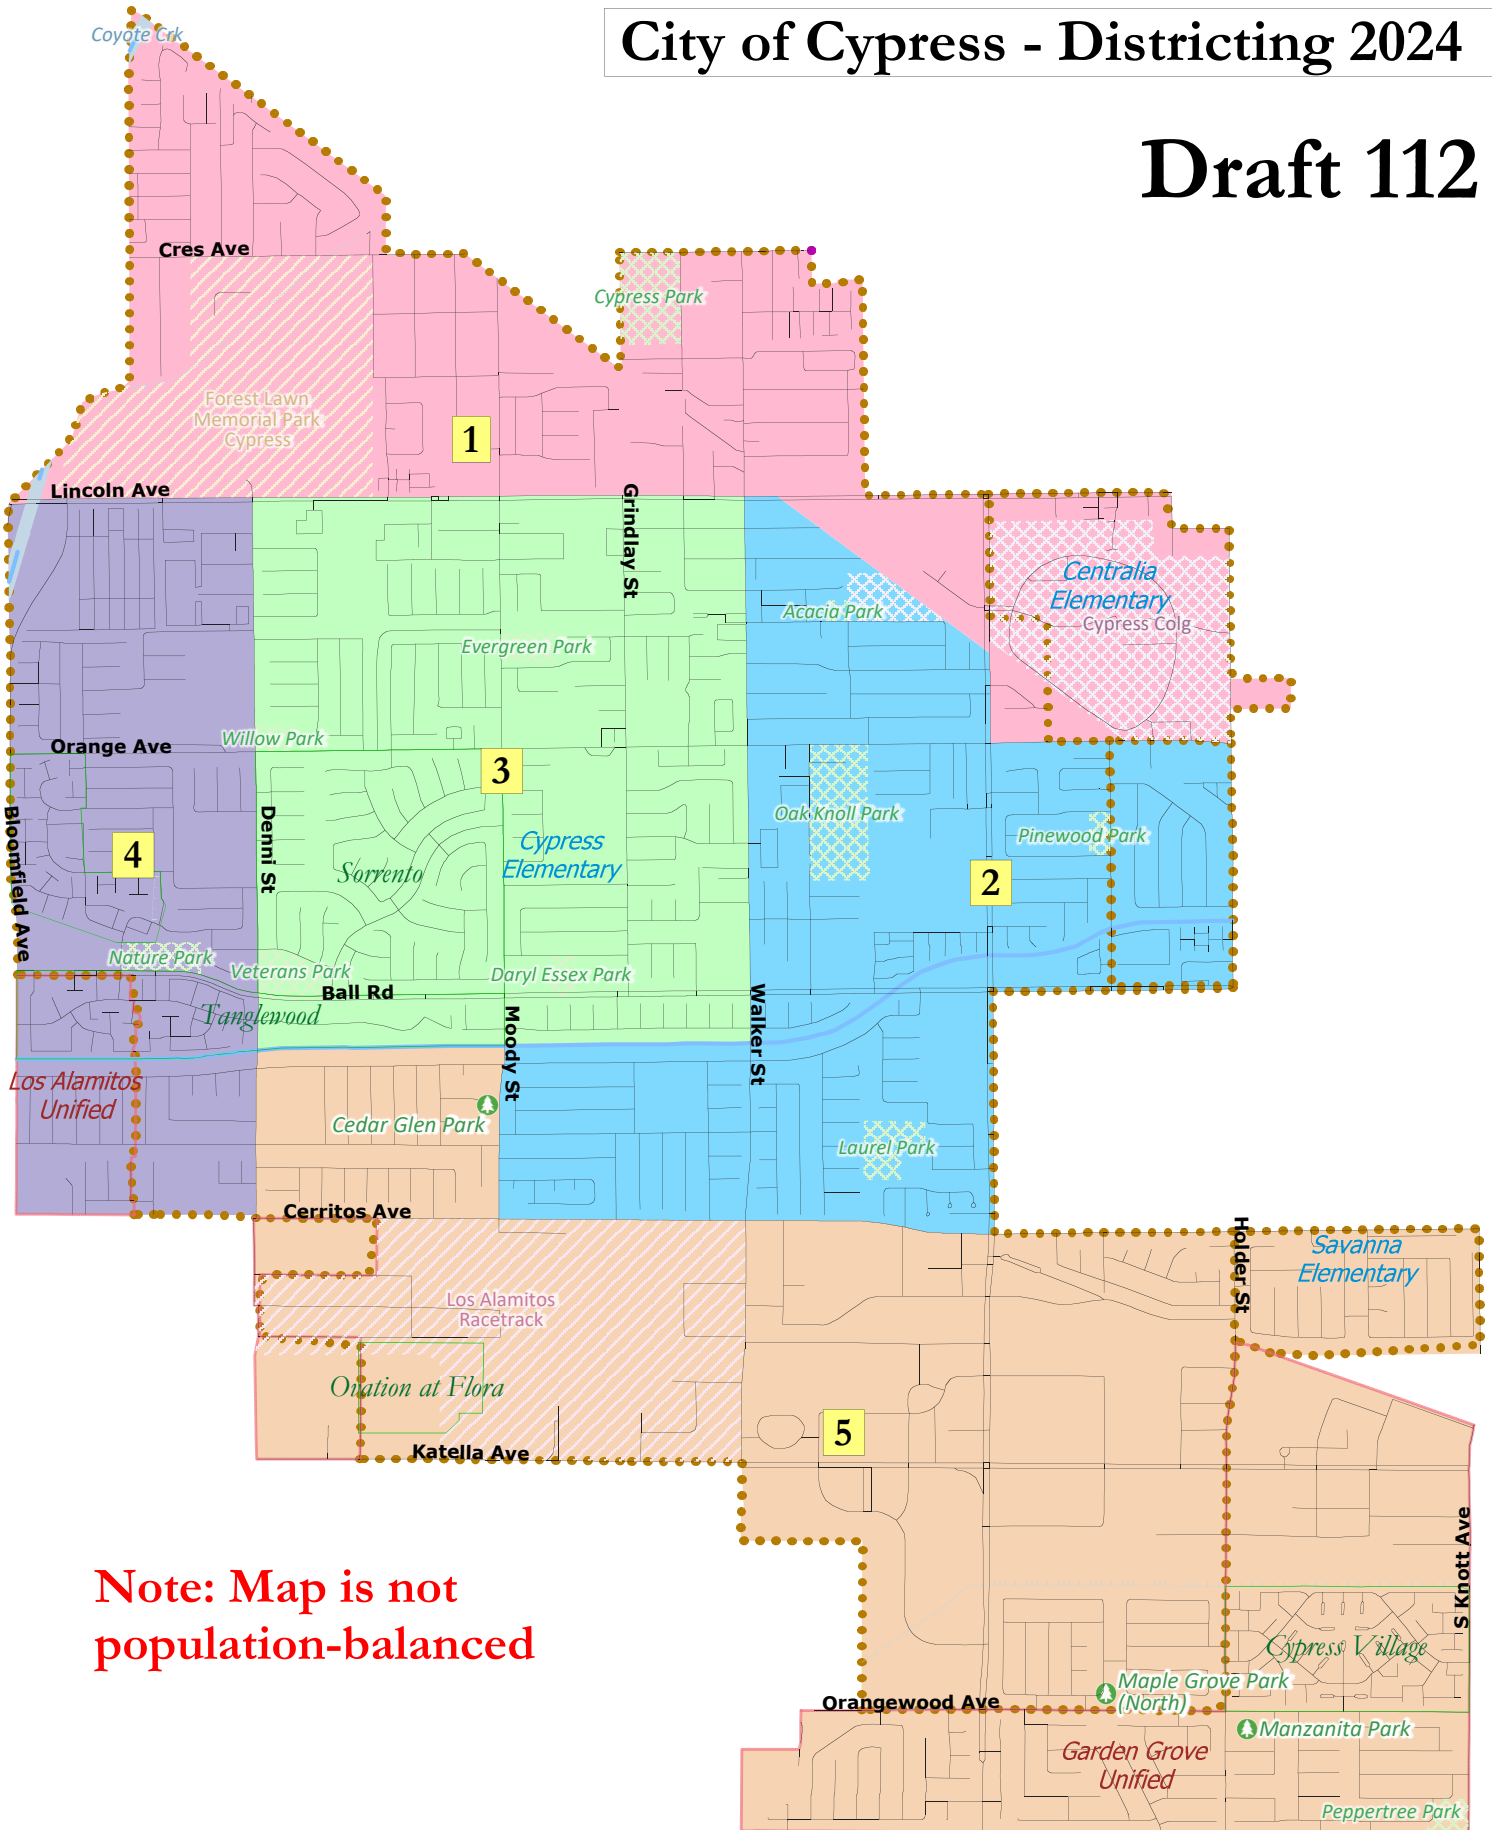 City of Cypress - Districting 2024
Coyote Crk
Draft 112
Cres Ave
Cypress Park
Forest Lawn
Memorial Park
Cypress
1
Lincoln Ave
Grindlay St
Centralia
Elementary
Acacia Park
Cypress Colg
Evergreen Park
Willow Park
Orange Ave
3
Bloomfield Ave
Denni St
4
Oak Knoll Park
Pinewood Park
Cypress
Elementary
Sorrento
2
Nature Park
Veterans Park
Daryl Essex Park
Ball Rd
Tanglewood
Moody St
Walker St
Los Alamitos
Unified
Cedar Glen Park
Laurel Park
Cerritos Ave
Holder St
Savanna
Elementary
Los Alamitos
Racetrack
Ovation at Flora
5
Katella Ave
S Knott Ave
Note: Map is not
population-balanced
Cypress Village
Maple Grove Park
(North)
Orangewood Ave
Manzanita Park
Garden Grove
Unified
Peppertree Park